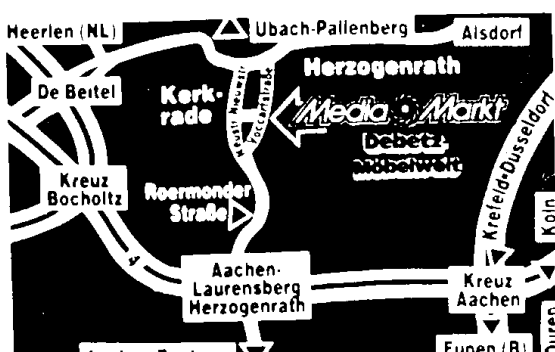 Heerlen (NL)
Ubach-Pallenberg
Alsdorf
De Beitel
Herzogenrath
Kerk-
rade
Media Markt
Debetz-
möbelwelt
Krefeld-Düsseldorf
Kreuz
Bocholtz
Roermonder
Straße
Köln
4
Aachen-
Laurensberg
Herzogenrath
Kreuz
Aachen
Eupen (B)